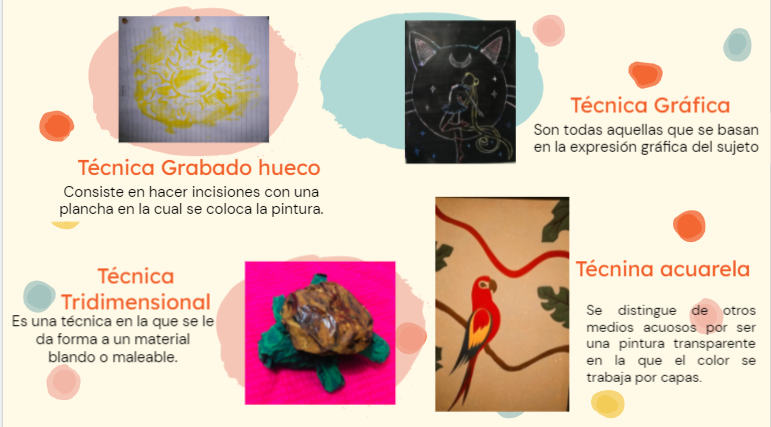 Técnica Grabado hueco
Consiste en hacer incisiones con una
plancha en la cual se coloca la pintura.
Técnica Gráfica
Son todas aquellas que se basan
en la expresión gráfica del sujeto
Técnica
Tridimensional
Es una técnica en la que se le
da forma a un material
blando o maleable.
Técnina acuarela
Se distingue de otros
medios acuosos por ser
una pintura transparente
en la que el color se
trabaja por capas.